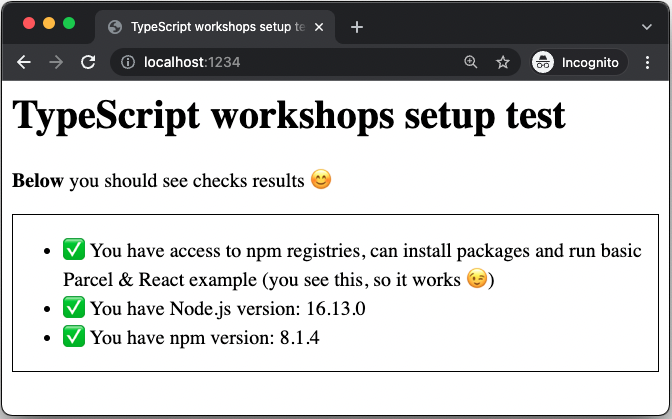 TypeScript workshops setup te
localhost:1234
Incognito
TypeScript workshops setup test
Below you should see checks results 😊
• ✅ You have access to npm registries, can install packages and run basic
Parcel & React example (you see this, so it works 😉)
• ✅ You have Node.js version: 16.13.0
• ✅ You have npm version: 8.1.4